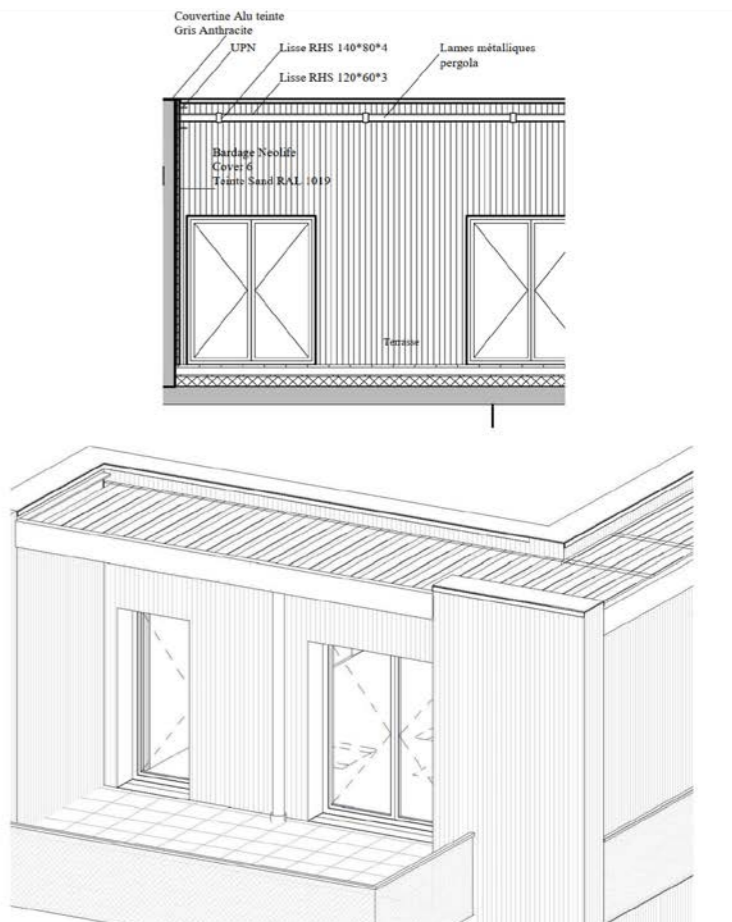 Couvertine Alu teinte
Gris Anthracite
UPN
Lisse RHS 140*80*4
Lames métalliques
pergola
Lisse RHS 120*60*3
Bardage Neolife
Cover 6
Teinte Sand RAL 1019
Terrasse